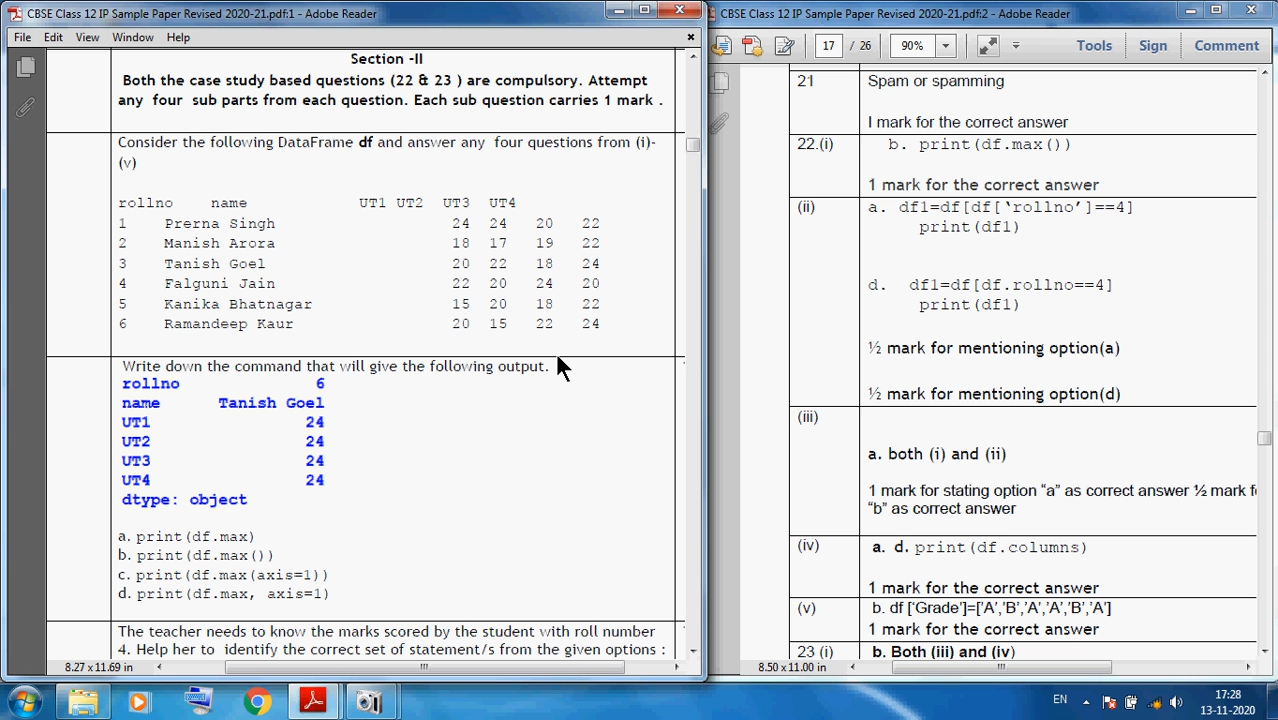 CBSE Class 12 IP Sample Paper Revised 2020-21.pdf:1 - Adobe Reader
File Edit View Window Help
Section -II
Both the case study based questions (22 & 23 ) are compulsory. Attempt
any four sub parts from each question. Each sub question carries 1 mark .
Consider the following DataFrame df and answer any four questions from (i)-
(v)
rollno name UT1 UT2 UT3 UT4
1 Prerna Singh 24 24 20 22
2 Manish Arora 18 17 19 22
3 Tanish Goel 20 22 18 24
4 Falguni Jain 22 20 24 20
5 Kanika Bhatnagar 15 20 18 22
6 Ramandeep Kaur 20 15 22 24
Write down the command that will give the following output.
rollno 6
name Tanish Goel
UT1 24
UT2 24
UT3 24
UT4 24
dtype: object
a. print(df.max)
b. print(df.max())
c. print(df.max(axis=1))
d. print(df.max, axis=1)
The teacher needs to know the marks scored by the student with roll number
4. Help her to identify the correct set of statement/s from the given options :
8.27 x 11.69 in
CBSE Class 12 IP Sample Paper Revised 2020-21.pdf:2 - Adobe Reader
17 / 26 90% Tools Sign Comment
21 Spam or spamming
I mark for the correct answer
22.(i) b. print(df.max())
1 mark for the correct answer
(ii) a. df1=df[df[‘rollno’]==4]
print(df1)
d. df1=df[df.rollno==4]
print(df1)
½ mark for mentioning option(a)
½ mark for mentioning option(d)
(iii)
a. both (i) and (ii)
1 mark for stating option “a” as correct answer ½ mark f
“b” as correct answer
(iv) a. d. print(df.columns)
1 mark for the correct answer
(v) b. df [‘Grade’]=[’A’,’B’,’A’,’A’,’B’,’A’]
1 mark for the correct answer
23 (i) b. Both (iii) and (iv)
8.50 x 11.00 in
EN
17:28
13-11-2020